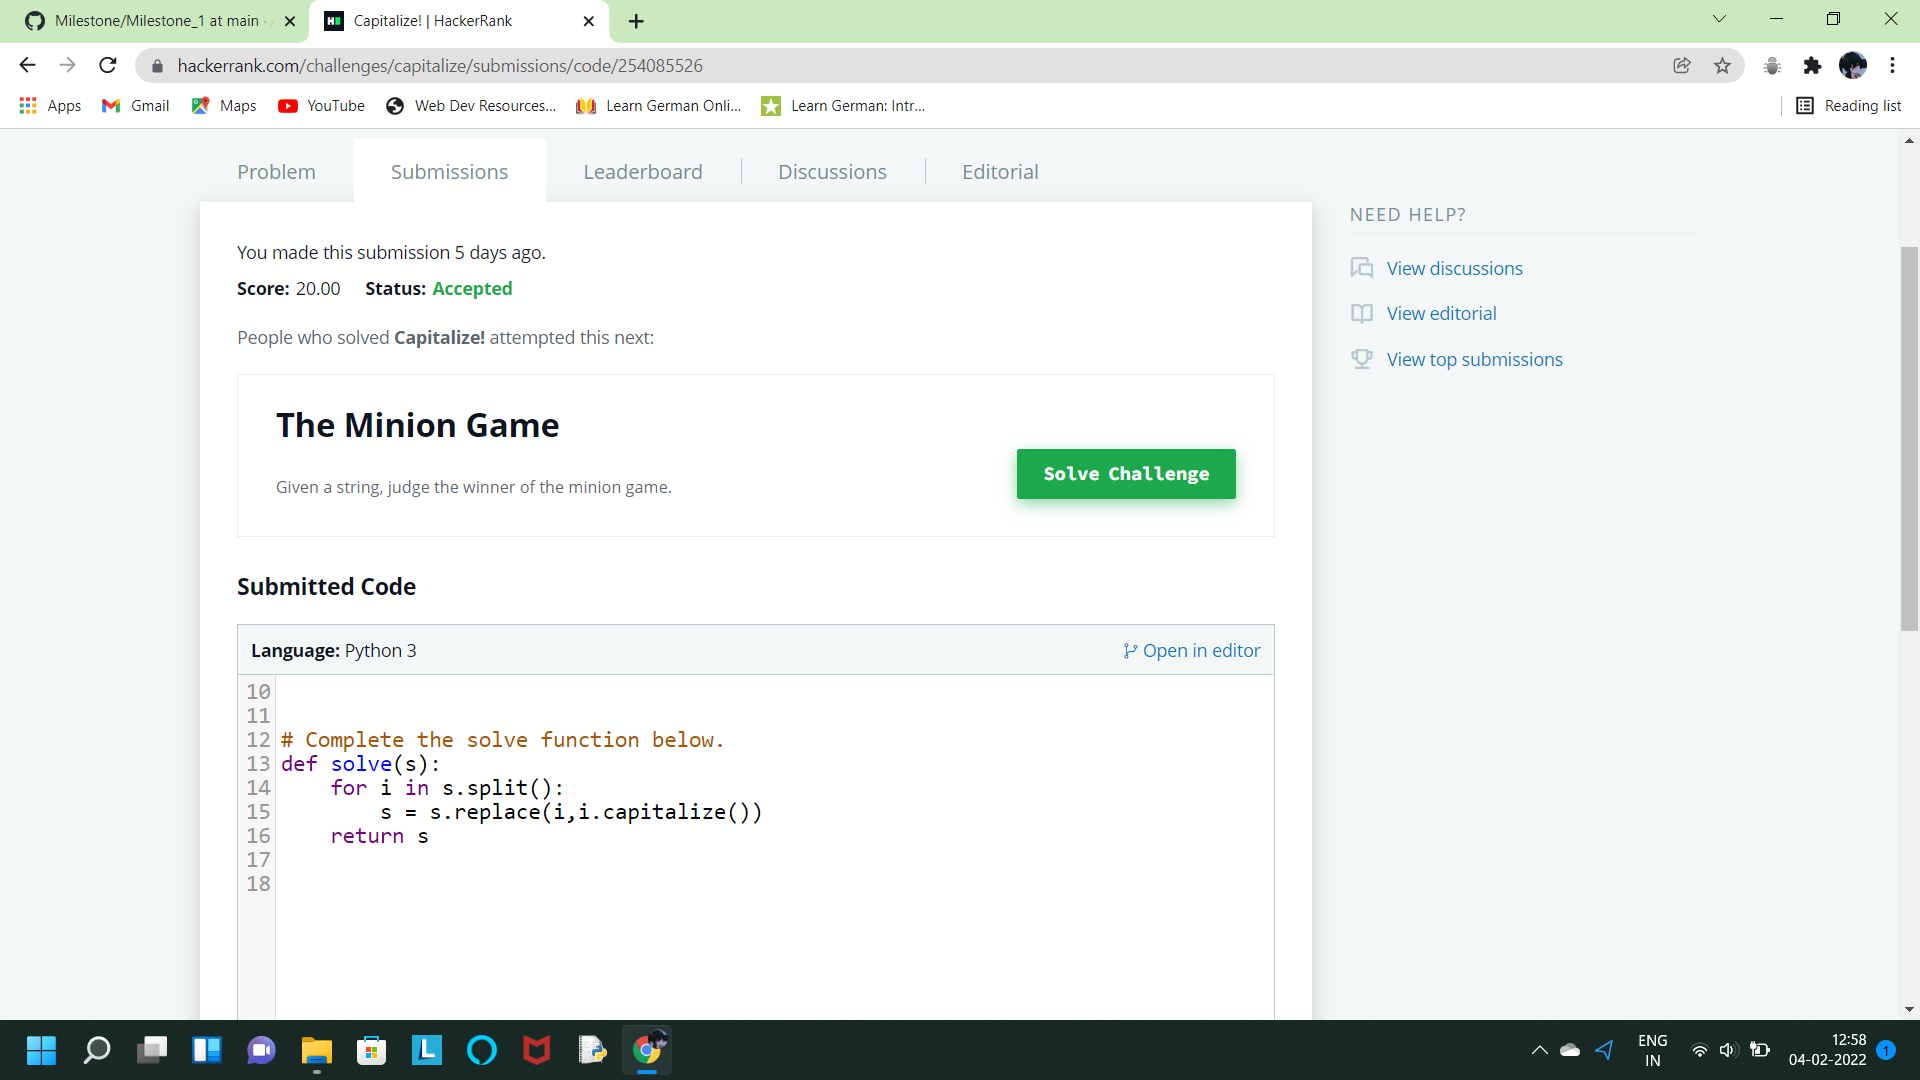 Milestone/Milestone_1 at main ·
Capitalize! | HackerRank
hackerrank.com/challenges/capitalize/submissions/code/254085526
Apps
Gmail
Maps
YouTube
Web Dev Resources...
Learn German Onli...
Learn German: Intr...
Reading list
Problem
Submissions
Leaderboard
Discussions
Editorial
You made this submission 5 days ago.
Score: 20.00 Status: Accepted
People who solved Capitalize! attempted this next:
The Minion Game
Given a string, judge the winner of the minion game.
Solve Challenge
Submitted Code
Language: Python 3
Open in editor
10
11
12 # Complete the solve function below.
13 def solve(s):
14     for i in s.split():
15         s = s.replace(i,i.capitalize())
16     return s
17
18
NEED HELP?
View discussions
View editorial
View top submissions
ENG
IN
12:58
04-02-2022
1